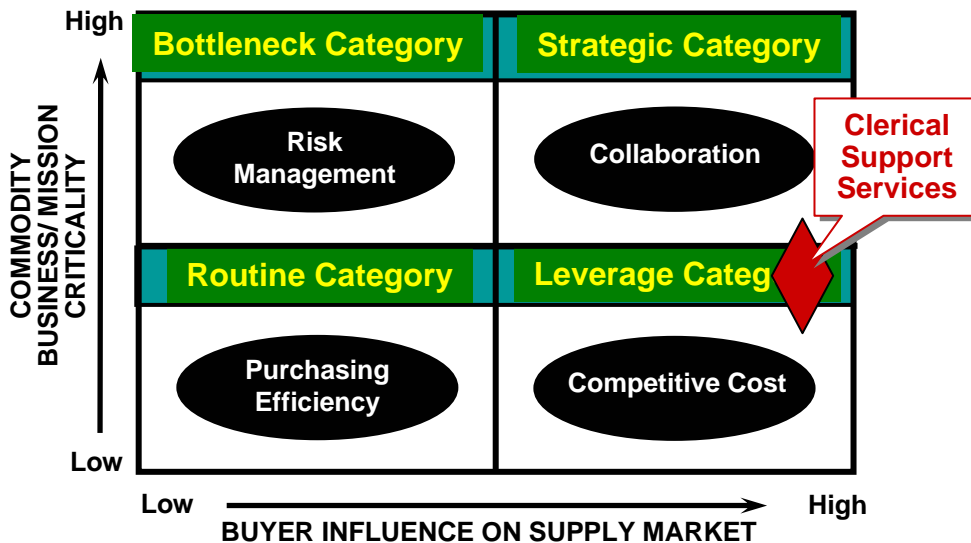 High
Bottleneck Category
Strategic Category
Risk
Management
Collaboration
Clerical
Support
Services
COMMODITY
BUSINESS/ MISSION
CRITICALITY
Routine Category
Leverage Categ
Purchasing
Efficiency
Competitive Cost
Low
Low
High
BUYER INFLUENCE ON SUPPLY MARKET